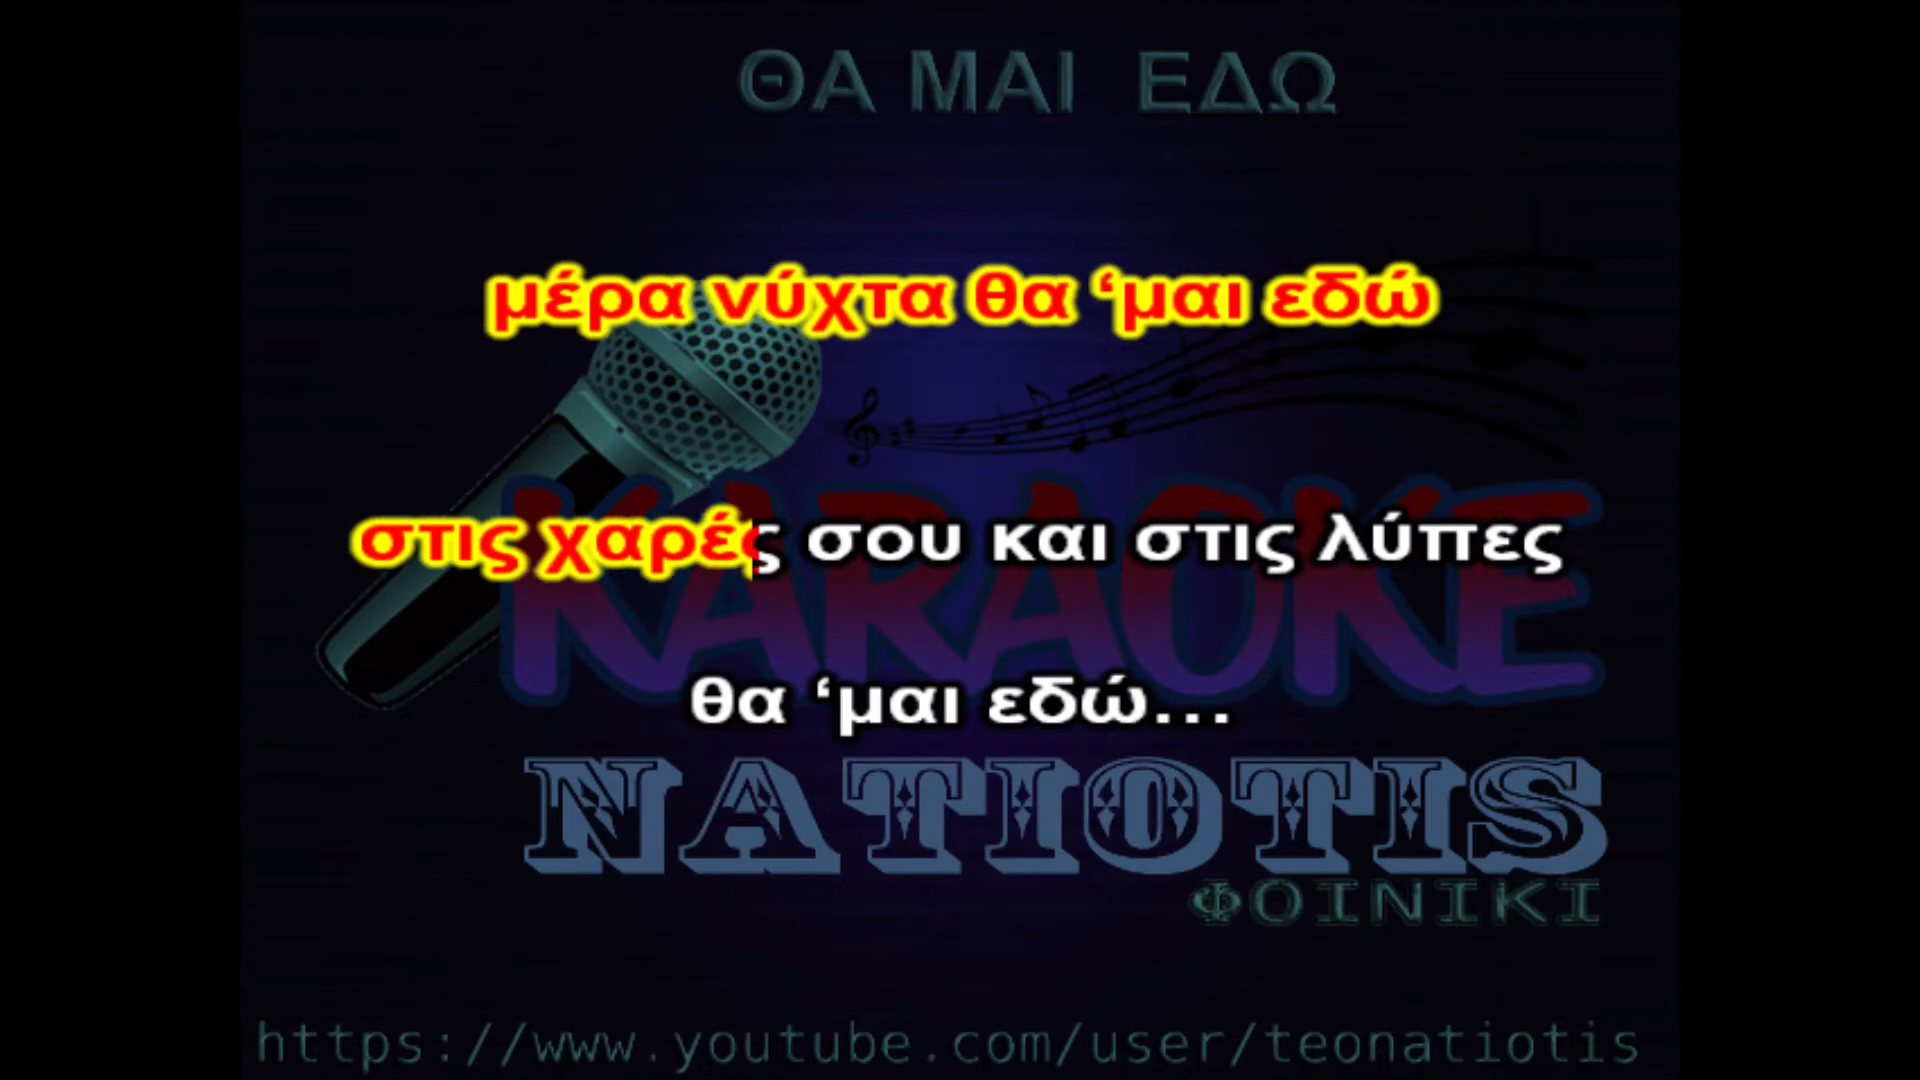 ΘΑ ΜΑΙ ΕΔΩ
μέρα νύχτα θα ‘μαι εδώ
στις χαρές σου και στις λύπες
KARAOKE
θα ‘μαι εδώ...
NATIOTIS
ΦΟΙΝΙΚΙ
https://www.youtube.com/user/teonatiotis